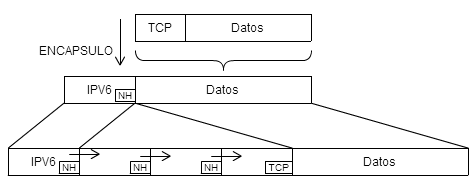 TCP Datos
ENCAPSULO
IPV6 NH Datos
IPV6 NH NH NH TCP Datos